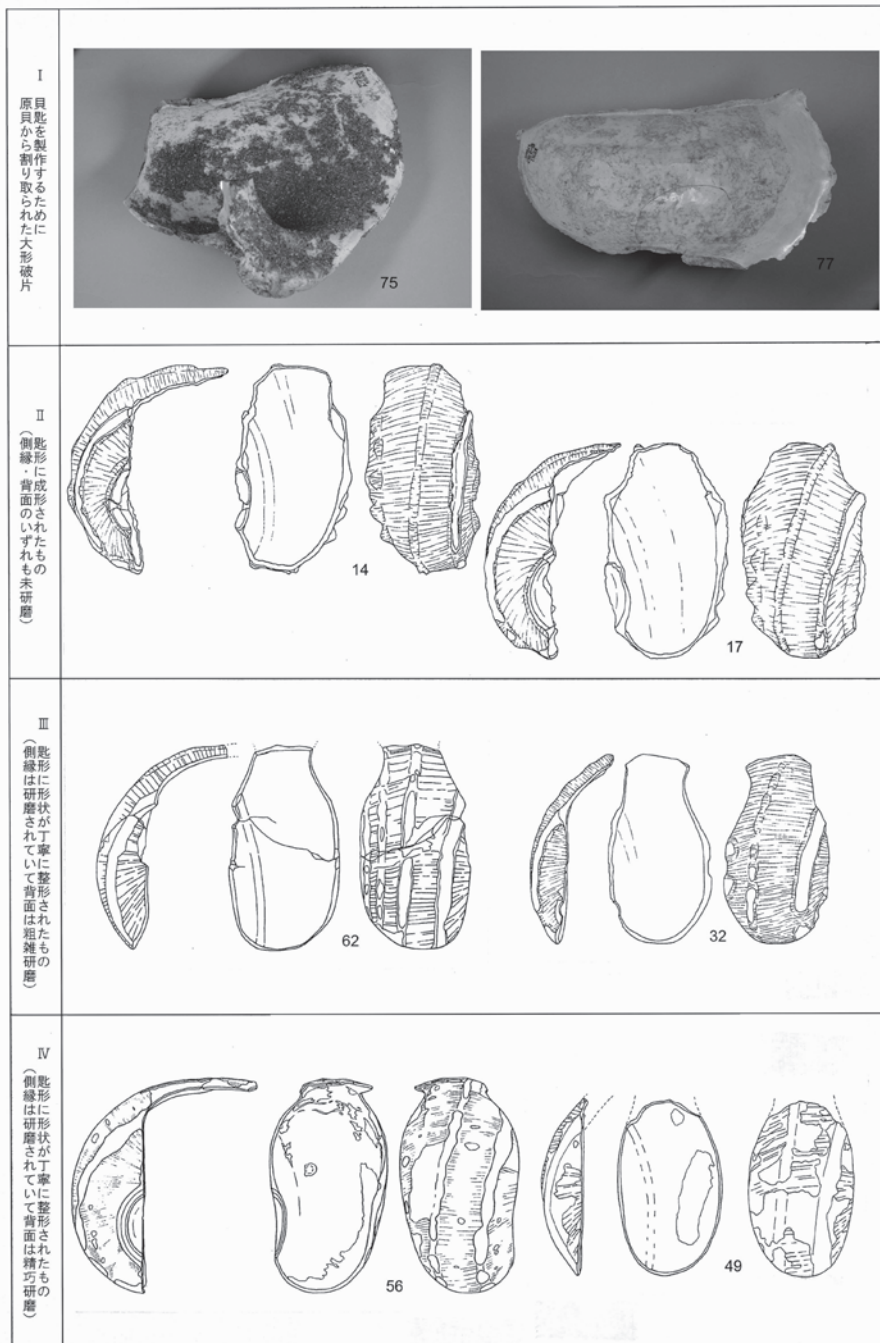 Ⅰ
貝匙を製作するために
原貝から割り取られた大形破片
75
77
Ⅱ
匙形に成形されたもの
（側縁・背面のいずれも未研磨）
14
17
Ⅲ
匙形に形状が丁寧に整形されたもの
（側縁は研磨されていて背面は粗雑研磨）
62
32
Ⅳ
匙形に形状が丁寧に整形されたもの
（側縁は研磨されていて背面は精巧研磨）
56
49